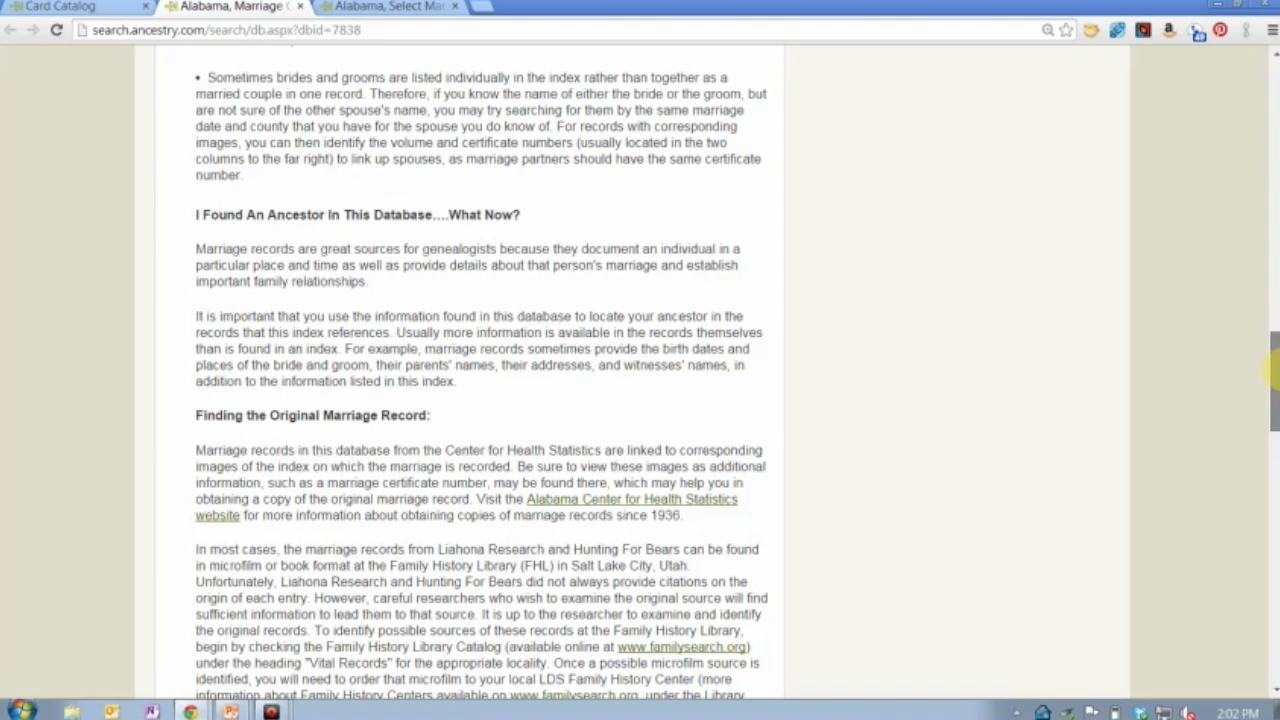 Card Catalog
Alabama, Marriage
Alabama, Select Mar
search.ancestry.com/search/db.aspx?dbid=7838
• Sometimes brides and grooms are listed individually in the index rather than together as a
married couple in one record. Therefore, if you know the name of either the bride or the groom, but
are not sure of the other spouse's name, you may try searching for them by the same marriage
date and county that you have for the spouse you do know of. For records with corresponding
images, you can then identify the volume and certificate numbers (usually located in the two
columns to the far right) to link up spouses, as marriage partners should have the same certificate
number.
I Found An Ancestor In This Database....What Now?
Marriage records are great sources for genealogists because they document an individual in a
particular place and time as well as provide details about that person's marriage and establish
important family relationships.
It is important that you use the information found in this database to locate your ancestor in the
records that this index references. Usually more information is available in the records themselves
than is found in an index. For example, marriage records sometimes provide the birth dates and
places of the bride and groom, their parents' names, their addresses, and witnesses' names, in
addition to the information listed in this index.
Finding the Original Marriage Record:
Marriage records in this database from the Center for Health Statistics are linked to corresponding
images of the index on which the marriage is recorded. Be sure to view these images as additional
information, such as a marriage certificate number, may be found there, which may help you in
obtaining a copy of the original marriage record. Visit the Alabama Center for Health Statistics
website for more information about obtaining copies of marriage records since 1936.
In most cases, the marriage records from Liahona Research and Hunting For Bears can be found
in microfilm or book format at the Family History Library (FHL) in Salt Lake City, Utah.
Unfortunately, Liahona Research and Hunting For Bears did not always provide citations on the
origin of each entry. However, careful researchers who wish to examine the original source will find
sufficient information to lead them to that source. It is up to the researcher to examine and identify
the original records. To identify possible sources of these records at the Family History Library,
begin by checking the Family History Library Catalog (available online at www.familysearch.org)
under the heading "Vital Records" for the appropriate locality. Once a possible microfilm source is
identified, you will need to order that microfilm to your local LDS Family History Center (more
information about Family History Centers available on www.familysearch.org, under the Library
2:02 PM